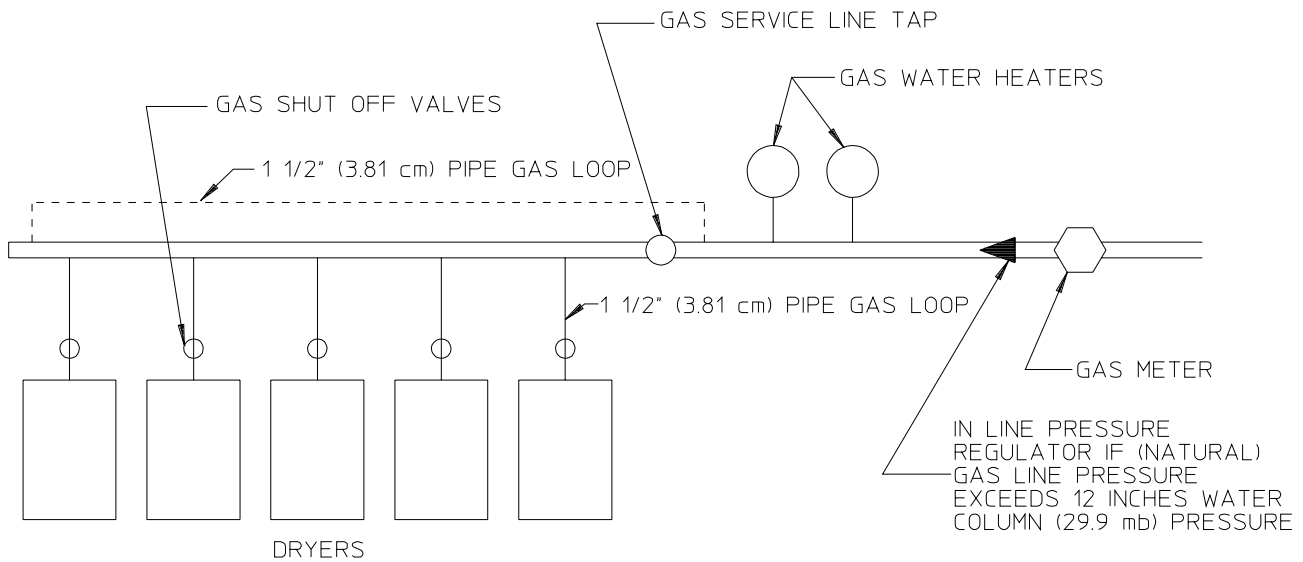 GAS SERVICE LINE TAP
GAS WATER HEATERS
GAS SHUT OFF VALVES
1 1/2" (3.81 cm) PIPE GAS LOOP
1 1/2" (3.81 cm) PIPE GAS LOOP
GAS METER
IN LINE PRESSURE
REGULATOR IF (NATURAL)
GAS LINE PRESSURE
EXCEEDS 12 INCHES WATER
COLUMN (29.9 mb) PRESSURE
DRYERS